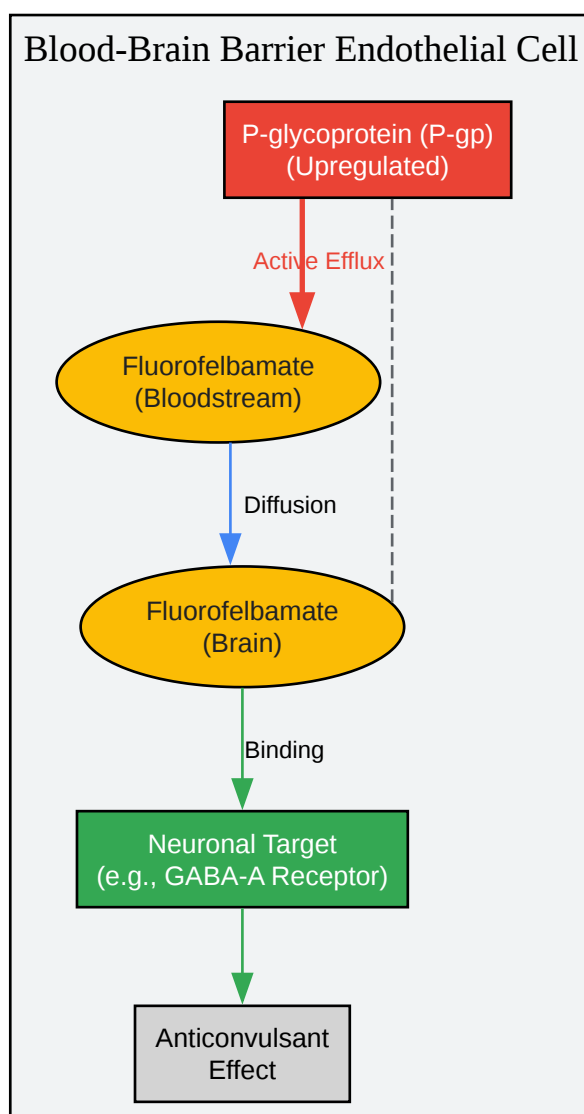 Blood-Brain Barrier Endothelial Cell
P-glycoprotein (P-gp)
(Upregulated)
Active Efflux
Fluorofelbamate
(Bloodstream)
Diffusion
Fluorofelbamate
(Brain)
Binding
Neuronal Target
(e.g., GABA-A Receptor)
Anticonvulsant
Effect